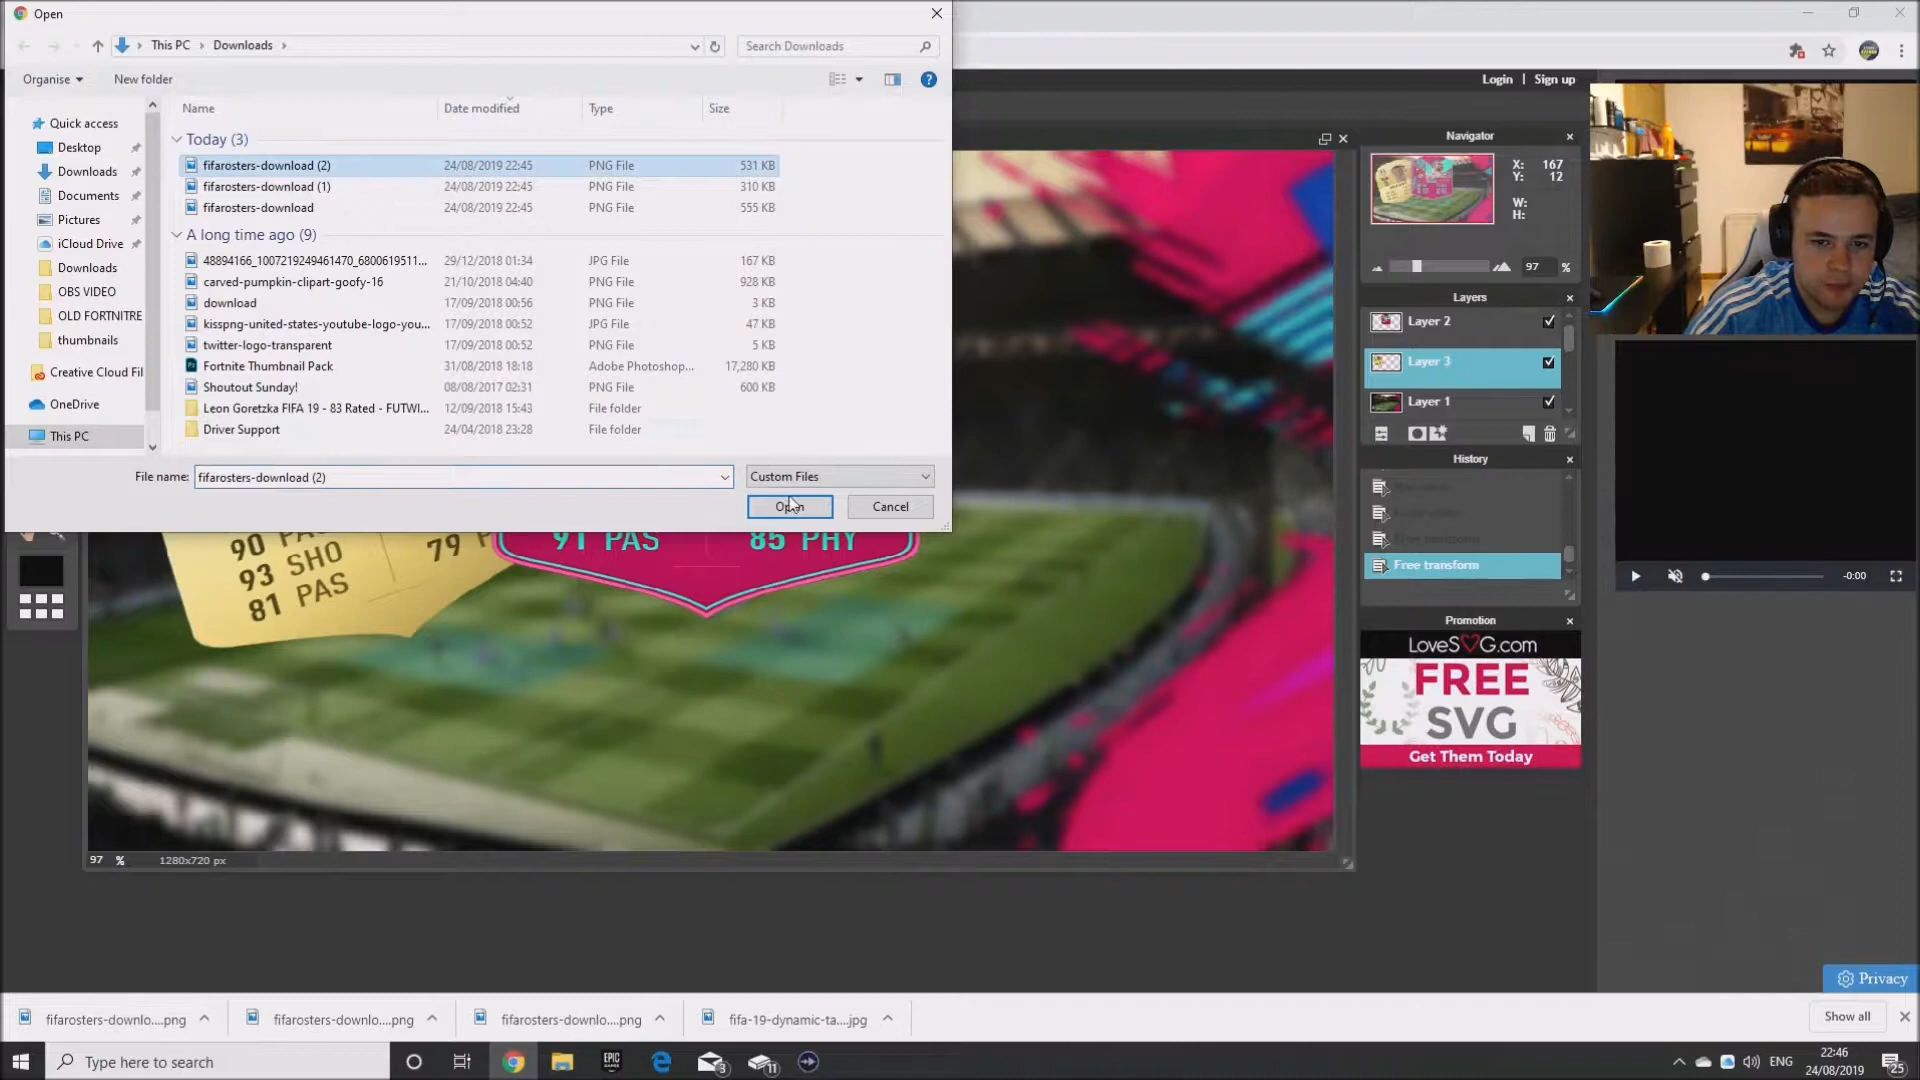 Open
This PC
Downloads
Search Downloads
Organise
New folder
Name
Date modified
Type
Size
Quick access
Desktop
Downloads
Documents
Pictures
iCloud Drive
Downloads
OBS VIDEO
OLD FORTNITRE
thumbnails
Creative Cloud Fil
OneDrive
This PC
Today (3)
fifarosters-download (2) 24/08/2019 22:45 PNG File 531 KB
fifarosters-download (1) 24/08/2019 22:45 PNG File 310 KB
fifarosters-download 24/08/2019 22:45 PNG File 555 KB
A long time ago (9)
48894166_1007219249461470_6800619511... 29/12/2018 01:34 JPG File 167 KB
carved-pumpkin-clipart-goofy-16 21/10/2018 04:40 PNG File 928 KB
download 17/09/2018 00:56 PNG File 3 KB
kisspng-united-states-youtube-logo-you... 17/09/2018 00:52 JPG File 47 KB
twitter-logo-transparent 17/09/2018 00:52 PNG File 5 KB
Fortnite Thumbnail Pack 31/08/2018 18:18 Adobe Photoshop... 17,280 KB
Shoutout Sunday! 08/08/2017 02:31 PNG File 600 KB
Leon Goretzka FIFA 19 - 83 Rated - FUTWI... 12/09/2018 15:43 File folder
Driver Support 24/04/2018 23:28 File folder
File name: fifarosters-download (2)
Custom Files
Open
Cancel
Login | Sign up
Navigator
X: 167
Y: 12
W:
H:
97 %
Layers
Layer 2
Layer 3
Layer 1
History
Free transform
Promotion
LoveSVG.com
FREE
SVG
Get Them Today
-0:00
90
93 SHO
81 PAS
79
91 PAS
85 PHY
97 % 1280x720 px
Privacy
fifarosters-downlo....png
fifarosters-downlo....png
fifarosters-downlo....png
fifa-19-dynamic-ta....jpg
Show all
Type here to search
EPIC
GAMES
3
11
ENG
22:46
24/08/2019
25